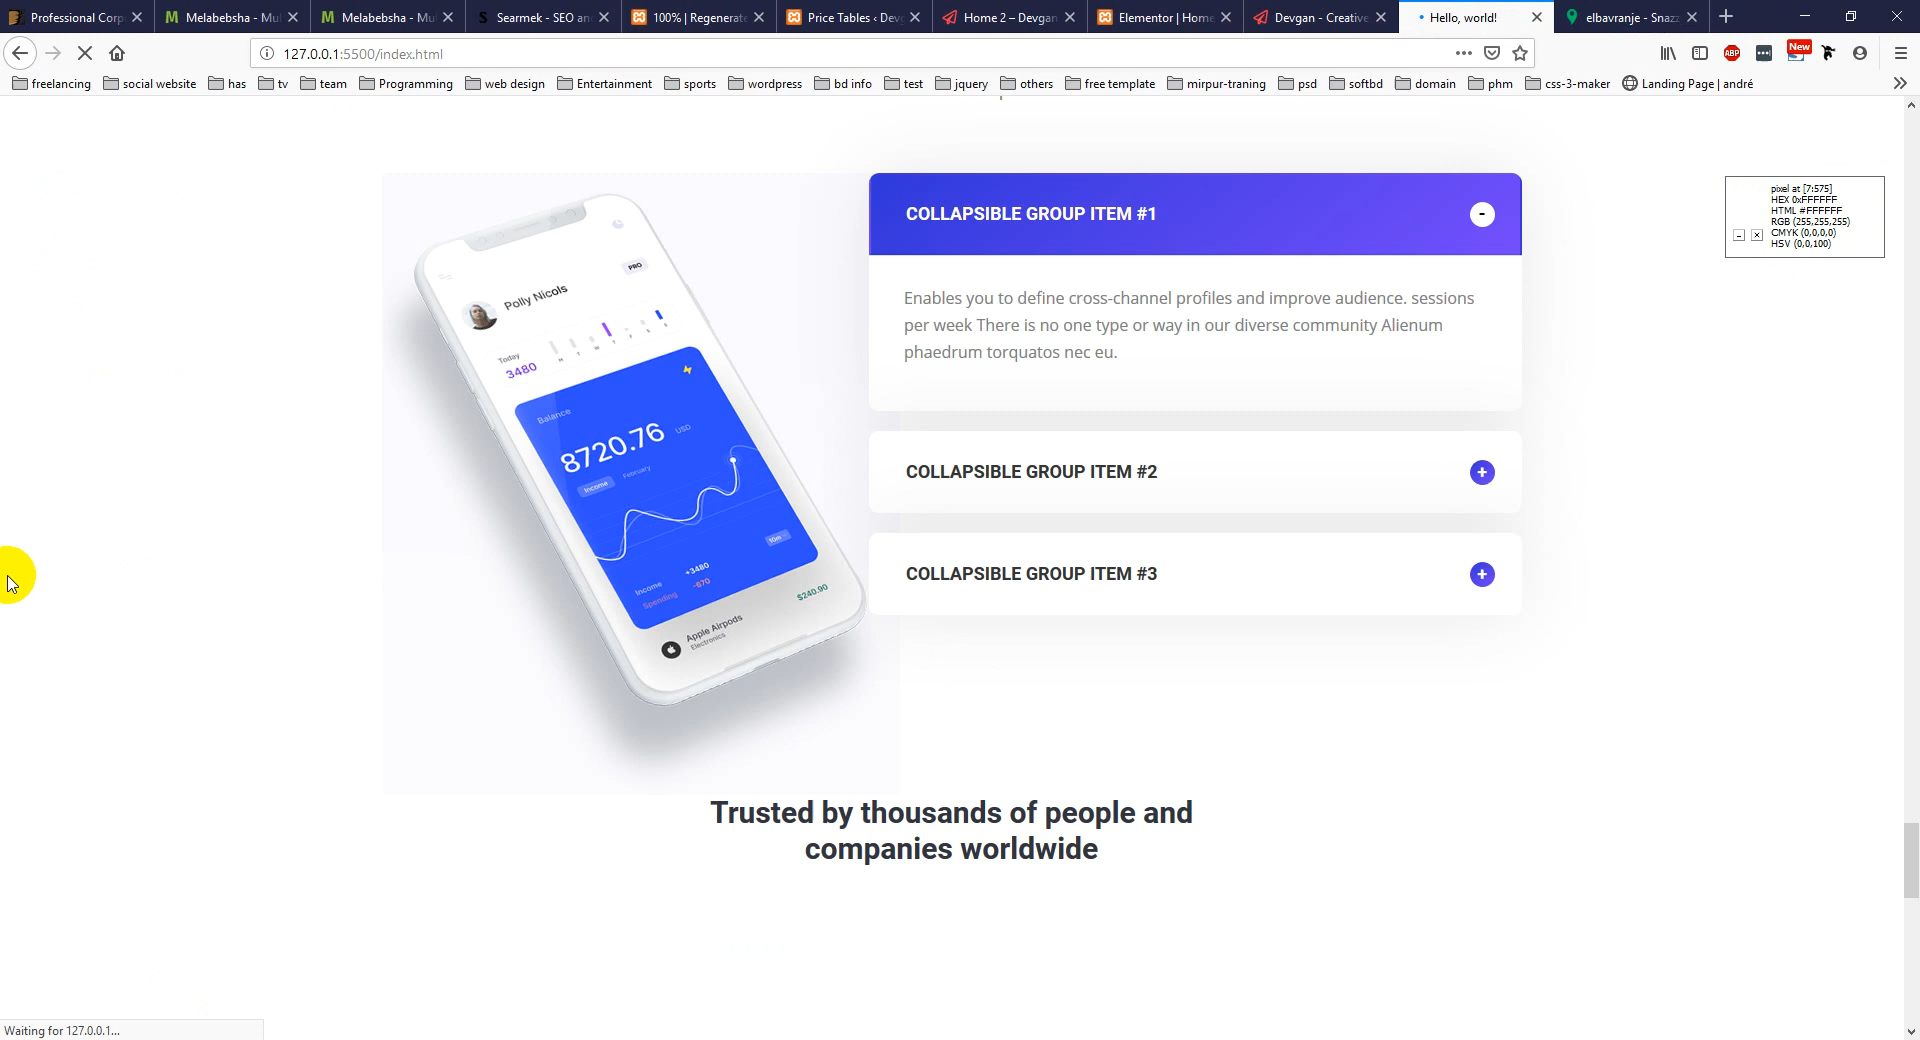 Professional Corp
Melabebsha - Mul
Melabebsha - Mul
Searmek - SEO an
100% | Regenerate
Price Tables ‹ Devg
Home 2 – Devgan
Elementor | Home
Devgan - Creative
Hello, world!
elbavranje - Snazz
127.0.0.1:5500/index.html
New
ABP
freelancing
social website
has
tv
team
Programming
web design
Entertainment
sports
wordpress
bd info
test
jquery
others
free template
mirpur-traning
psd
softbd
domain
phm
css-3-maker
Landing Page | andré
pixel at [7:575]
HEX 0xFFFFFF
HTML #FFFFFF
RGB (255,255,255)
CMYK (0,0,0,0)
HSV (0,0,100)
PRO
Polly Nicols
Today
3480
Balance
8720.76 USD
Income February
10m
Income +3480
Spending -870
Apple Airpods $240.90
Electronics
COLLAPSIBLE GROUP ITEM #1 -
Enables you to define cross-channel profiles and improve audience. sessions
per week There is no one type or way in our diverse community Alienum
phaedrum torquatos nec eu.
COLLAPSIBLE GROUP ITEM #2 +
COLLAPSIBLE GROUP ITEM #3 +
Trusted by thousands of people and
companies worldwide
Waiting for 127.0.0.1...